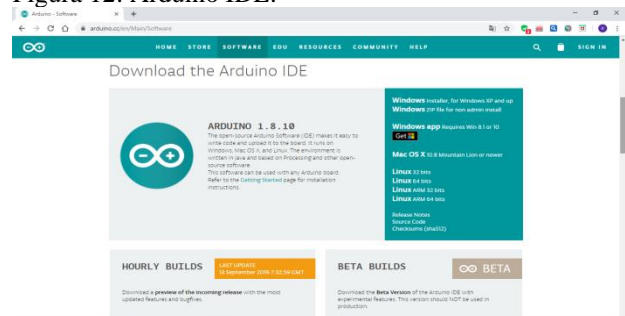 Figura 12. Arduino IDE.
Arduino - Software
arduino.cc/en/Main/Software
HOME STORE SOFTWARE EDU RESOURCES COMMUNITY HELP
SIGN IN
Download the Arduino IDE
ARDUINO 1.8.10
The open-source Arduino Software (IDE) makes it easy to
write code and upload it to the board. It runs on
Windows, Mac OS X, and Linux. The environment is
written in Java and based on Processing and other open-
source software.
This software can be used with any Arduino board.
Refer to the Getting Started page for installation
instructions.
Windows Installer, for Windows XP and up
Windows ZIP file for non admin install
Windows app Requires Win 8.1 or 10
Get
Mac OS X 10.8 Mountain Lion or newer
Linux 32 bits
Linux 64 bits
Linux ARM 32 bits
Linux ARM 64 bits
Release Notes
Source Code
Checksums (sha512)
HOURLY BUILDS
LAST UPDATE
Download a preview of the incoming release with the most
updated features and bugfixes.
BETA BUILDS
BETA
Download the Beta Version of the Arduino IDE with
experimental features. This version should NOT be used in
production.